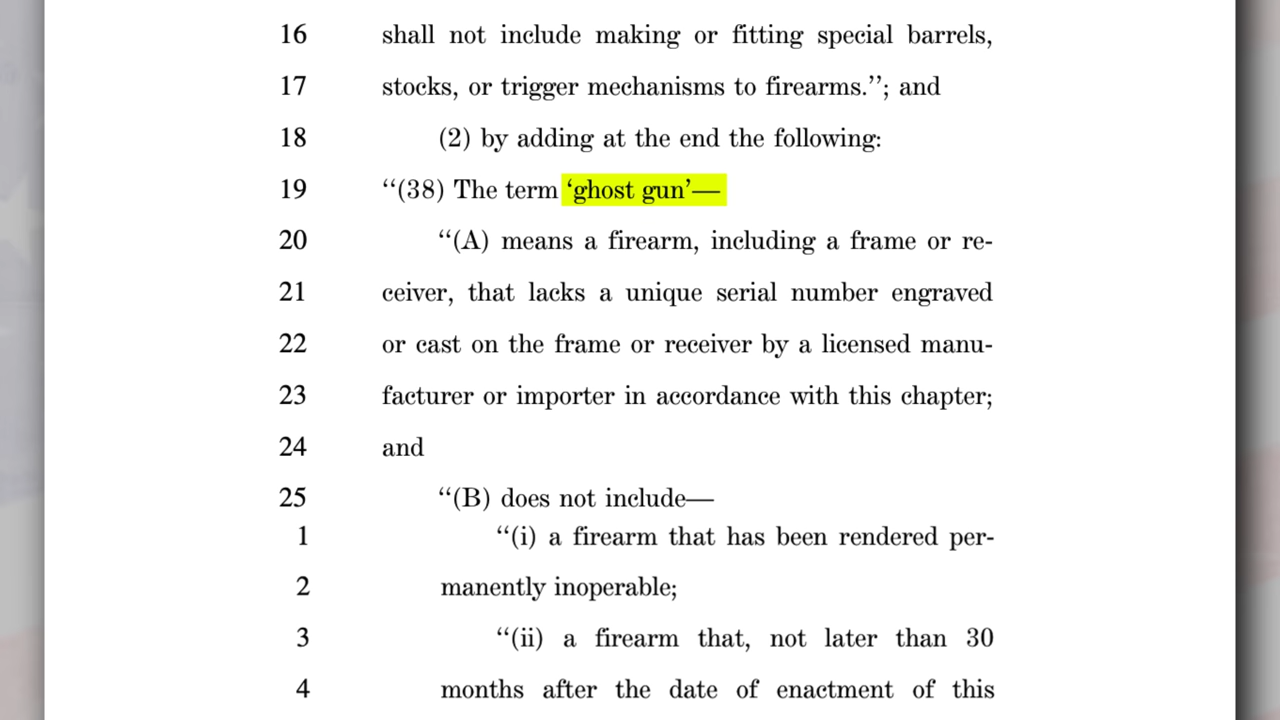 16 shall not include making or fitting special barrels,
17 stocks, or trigger mechanisms to firearms.’’; and
18 (2) by adding at the end the following:
19 ‘‘(38) The term ‘ghost gun’—
20 ‘‘(A) means a firearm, including a frame or re-
21 ceiver, that lacks a unique serial number engraved
22 or cast on the frame or receiver by a licensed manu-
23 facturer or importer in accordance with this chapter;
24 and
25 ‘‘(B) does not include—
1 ‘‘(i) a firearm that has been rendered per-
2 manently inoperable;
3 ‘‘(ii) a firearm that, not later than 30
4 months after the date of enactment of this